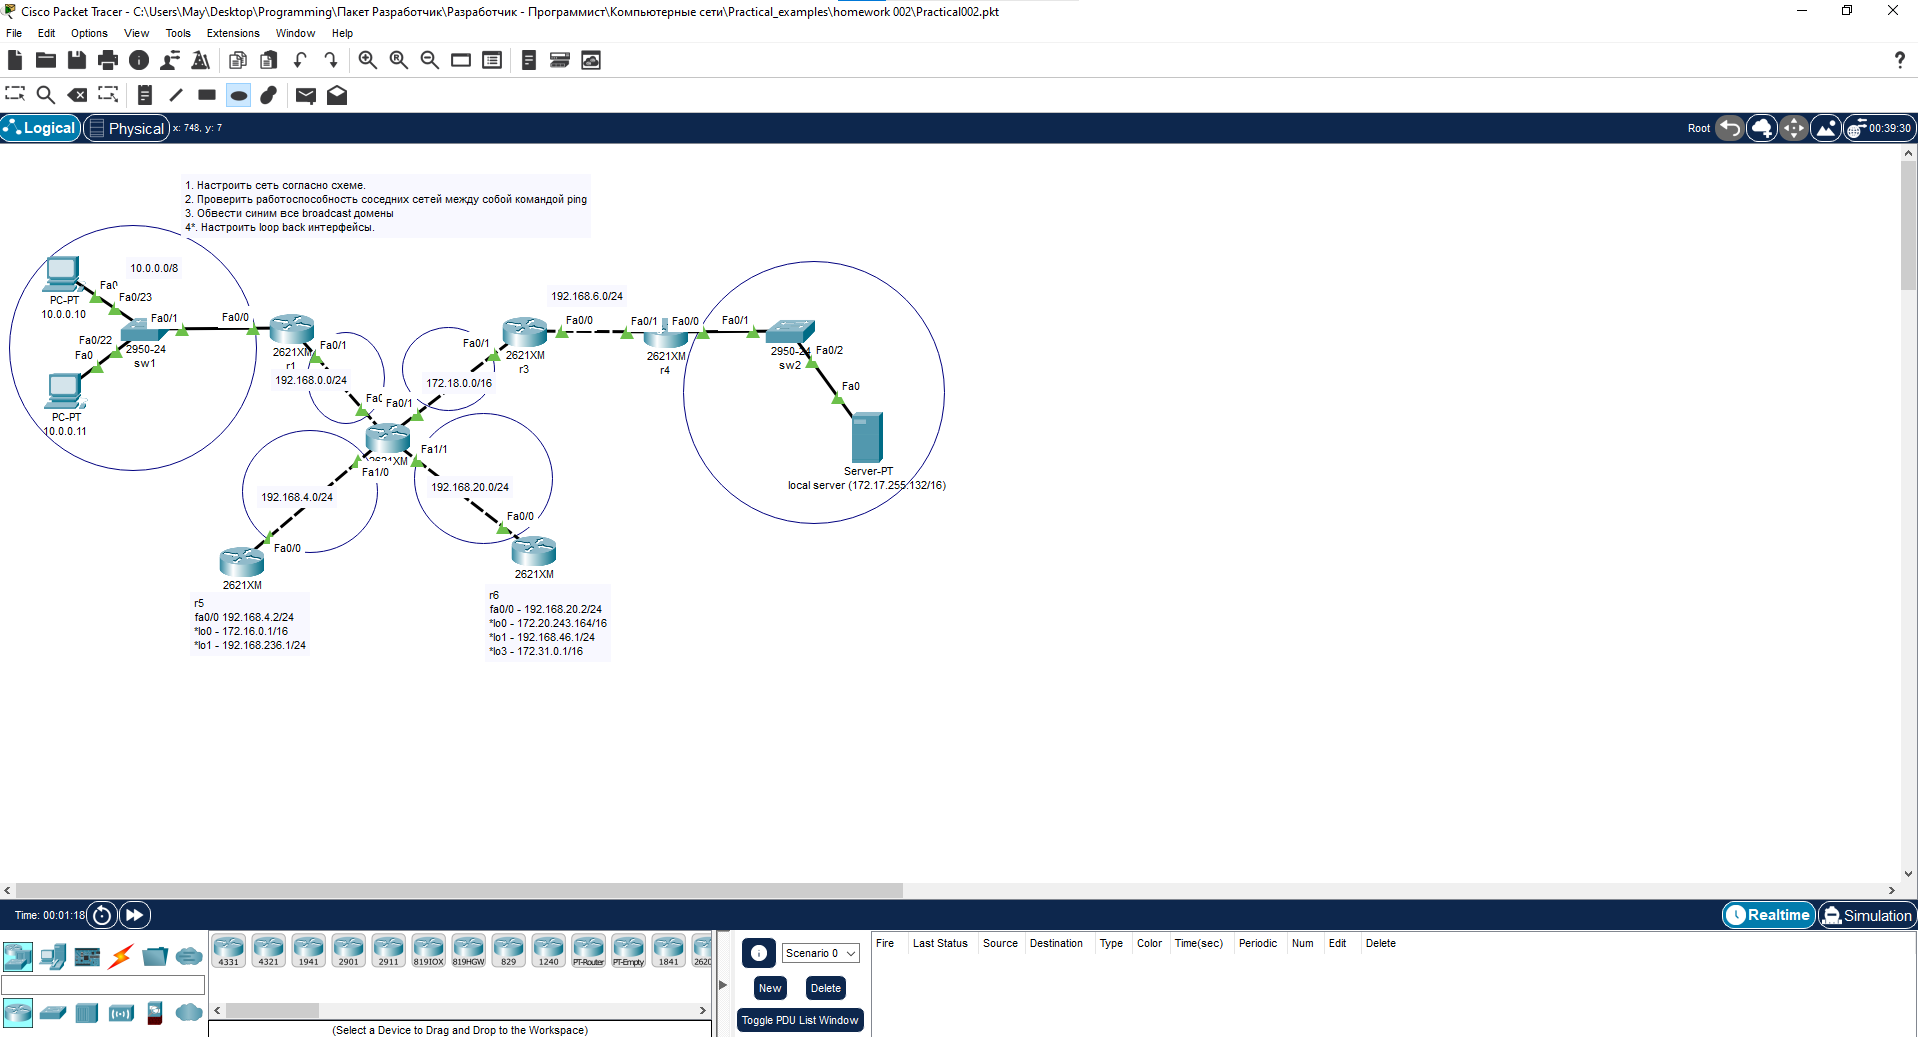 Cisco Packet Tracer - C:\Users\May\Desktop\Programming\Пакет Разработчик\Разработчик - Программист\Компьютерные сети\Practical_examples\homework 002\Practical002.pkt
File Edit Options View Tools Extensions Window Help
?
Logical Physical x: 748, y: 7 Root 00:39:30
1. Настроить сеть согласно схеме.
2. Проверить работоспособность соседних сетей между собой командой ping
3. Обвести синим все broadcast домены
4*. Настроить loop back интерфейсы.
10.0.0.0/8
Fa0
PC-PT
10.0.0.10
Fa0/23
Fa0/1
Fa0/22
Fa0
2950-24
sw1
PC-PT
10.0.0.11
Fa0/0
2621XM
r1
Fa0/1
192.168.0.0/24
Fa0/1
2621XM
r3
Fa0/0
172.18.0.0/16
192.168.6.0/24
Fa0/1 Fa0/0
2621XM
r4
Fa0/1
2950-24
sw2
Fa0/2
Fa0
Server-PT
local server (172.17.255.132/16)
Fa0/1
2621XM
Fa1/1
Fa1/0
192.168.4.0/24
192.168.20.0/24
Fa0/0
2621XM
Fa0/0
2621XM
r5
fa0/0 192.168.4.2/24
*lo0 - 172.16.0.1/16
*lo1 - 192.168.236.1/24
r6
fa0/0 - 192.168.20.2/24
*lo0 - 172.20.243.164/16
*lo1 - 192.168.46.1/24
*lo3 - 172.31.0.1/16
Time: 00:01:18 Realtime Simulation
4331 4321 1941 2901 2911 819IOX 819HGW 829 1240 PT-Router PT-Empty 1841 2620
(Select a Device to Drag and Drop to the Workspace)
Scenario 0
New Delete
Toggle PDU List Window
Fire Last Status Source Destination Type Color Time(sec) Periodic Num Edit Delete